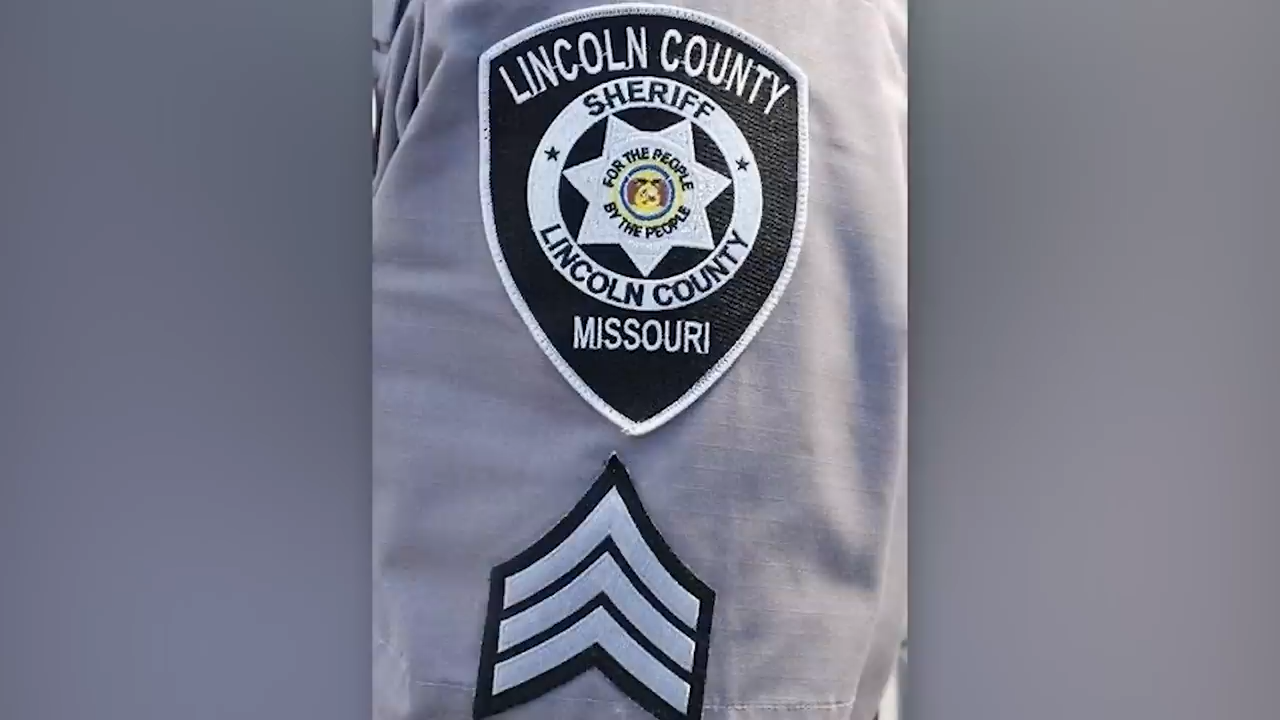 LINCOLN COUNTY
SHERIFF
FOR THE PEOPLE
BY THE PEOPLE
LINCOLN COUNTY
MISSOURI